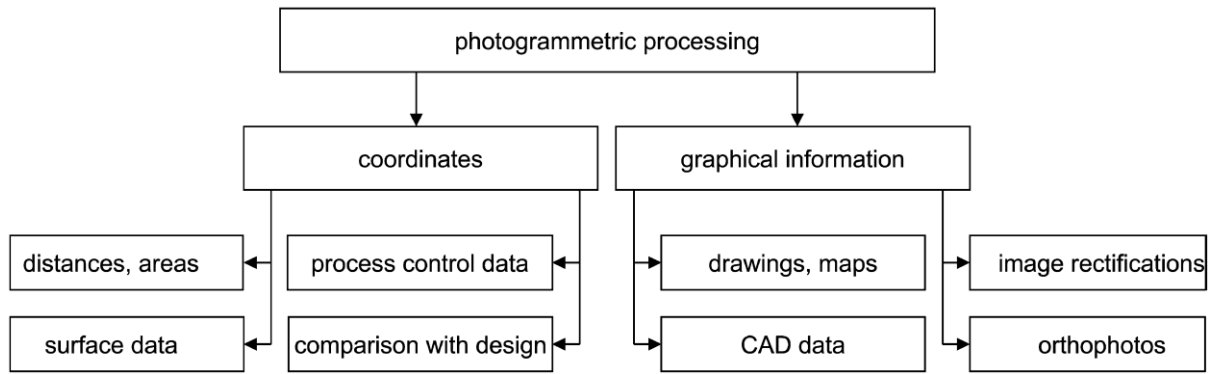 photogrammetric processing
coordinates
graphical information
distances, areas
process control data
drawings, maps
image rectifications
surface data
comparison with design
CAD data
orthophotos